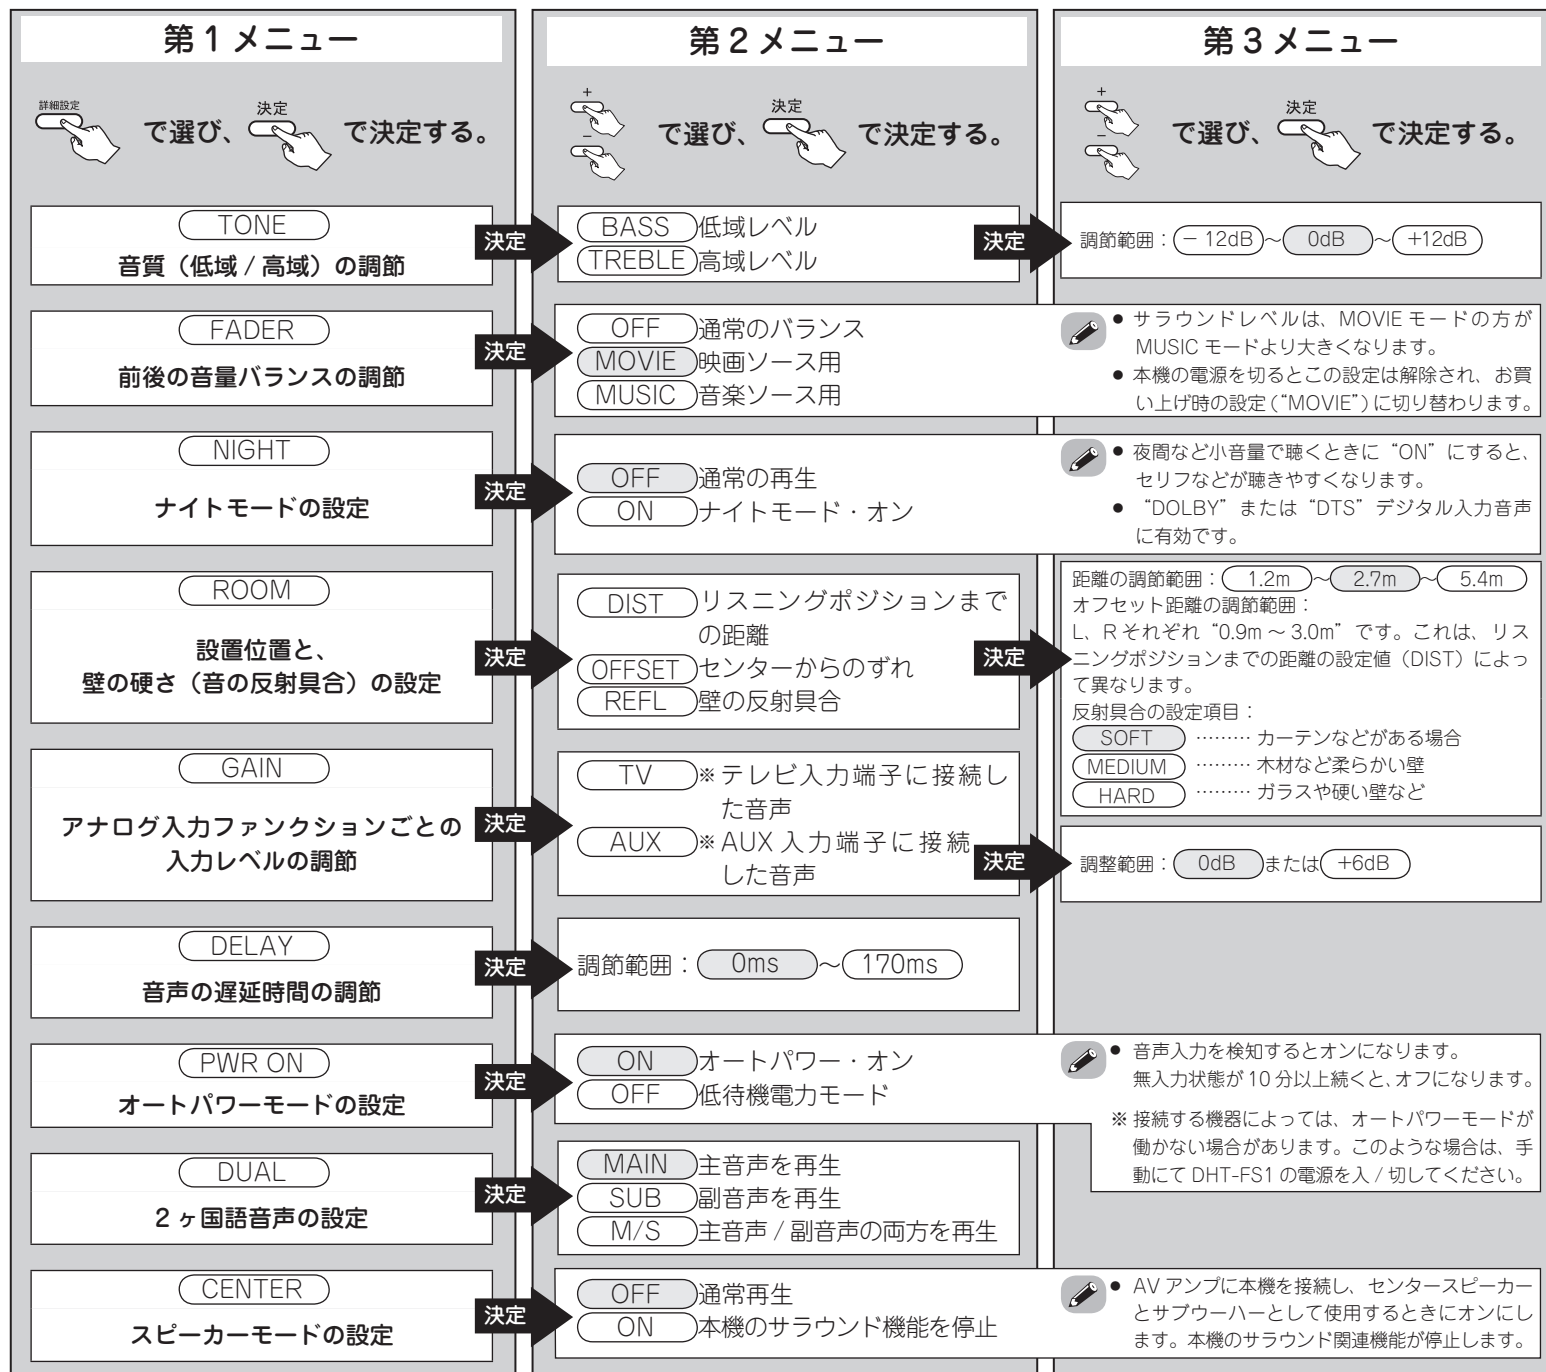 第1メニュー
詳細設定
で選び、
決定
で決定する。
第2メニュー
+
−
で選び、
決定
で決定する。
第3メニュー
+
−
で選び、
決定
で決定する。
TONE
音質（低域 / 高域）の調節
決定
BASS 低域レベル
TREBLE 高域レベル
決定
調節範囲：− 12dB ～ 0dB ～ +12dB
FADER
前後の音量バランスの調節
決定
OFF 通常のバランス
MOVIE 映画ソース用
MUSIC 音楽ソース用
● サラウンドレベルは、MOVIE モードの方が
MUSIC モードより大きくなります。
● 本機の電源を切るとこの設定は解除され、お買
い上げ時の設定（“MOVIE”）に切り替わります。
NIGHT
ナイトモードの設定
決定
OFF 通常の再生
ON ナイトモード・オン
● 夜間など小音量で聴くときに“ON”にすると、
セリフなどが聴きやすくなります。
● “DOLBY”または“DTS”デジタル入力音声
に有効です。
ROOM
設置位置と、
壁の硬さ（音の反射具合）の設定
決定
DIST リスニングポジションまで
の距離
OFFSET センターからのずれ
REFL 壁の反射具合
決定
距離の調節範囲：1.2m ～ 2.7m ～ 5.4m
オフセット距離の調節範囲：
L、R それぞれ“0.9m ～ 3.0m”です。これは、リス
ニングポジションまでの距離の設定値（DIST）によっ
て異なります。
反射具合の設定項目：
SOFT ……… カーテンなどがある場合
MEDIUM ……… 木材など柔らかい壁
HARD ……… ガラスや硬い壁など
GAIN
アナログ入力ファンクションごとの
入力レベルの調節
決定
TV ※ テレビ入力端子に接続し
た音声
AUX ※ AUX 入力端子に接続
した音声
決定
調整範囲：0dB または +6dB
DELAY
音声の遅延時間の調節
決定
調節範囲：0ms ～ 170ms
PWR ON
オートパワーモードの設定
決定
ON オートパワー・オン
OFF 低待機電力モード
● 音声入力を検知するとオンになります。
無入力状態が 10 分以上続くと、オフになります。
※ 接続する機器によっては、オートパワーモードが
働かない場合があります。このような場合は、手
動にて DHT-FS1 の電源を入 / 切してください。
DUAL
2 ヶ国語音声の設定
決定
MAIN 主音声を再生
SUB 副音声を再生
M/S 主音声 / 副音声の両方を再生
CENTER
スピーカーモードの設定
決定
OFF 通常再生
ON 本機のサラウンド機能を停止
● AV アンプに本機を接続し、センタースピーカー
とサブウーハーとして使用するときにオンにし
ます。本機のサラウンド関連機能が停止します。